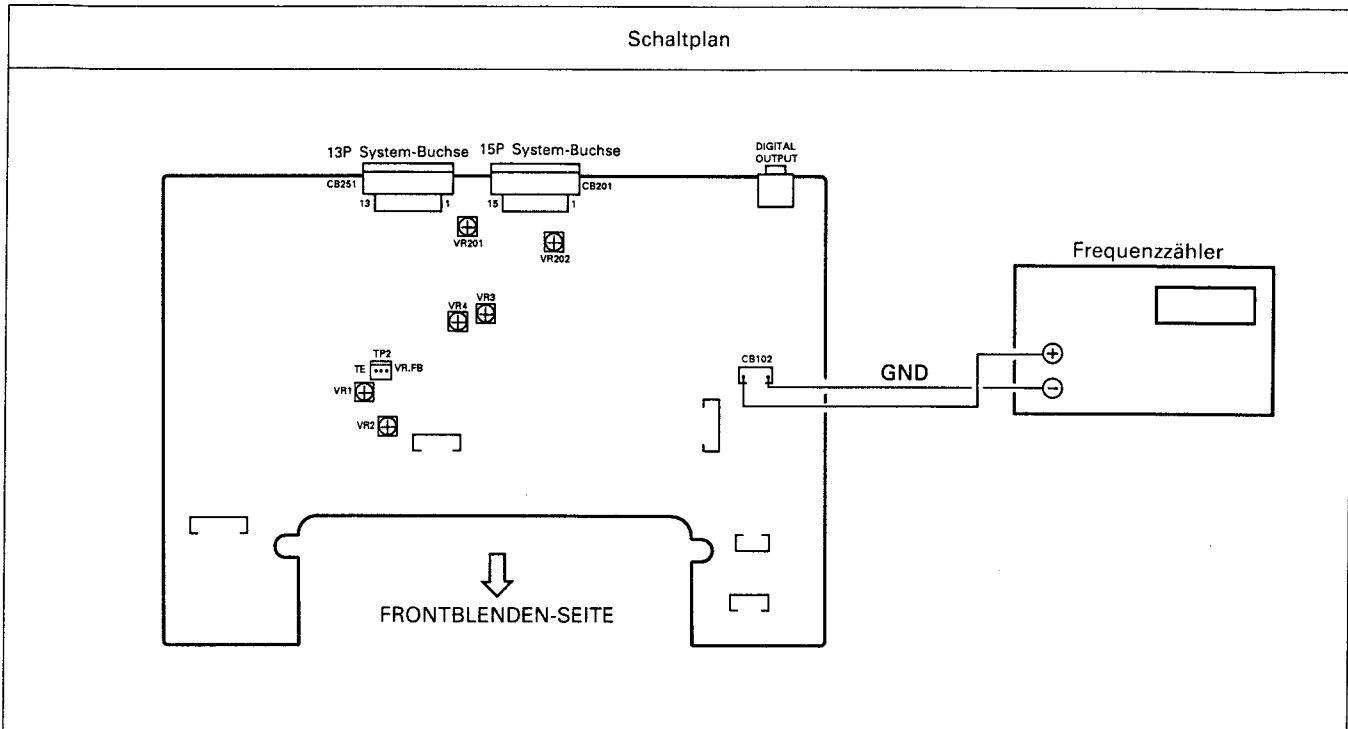 Schaltplan
13P System-Buchse
15P System-Buchse
DIGITAL
OUTPUT
CB251
CB201
13
1
15
1
VR201
VR202
Frequenzzähler
VR4
VR3
TP2
TE
VR.FB
VR1
CB102
GND
+
−
VR2
FRONTBLENDEN-SEITE